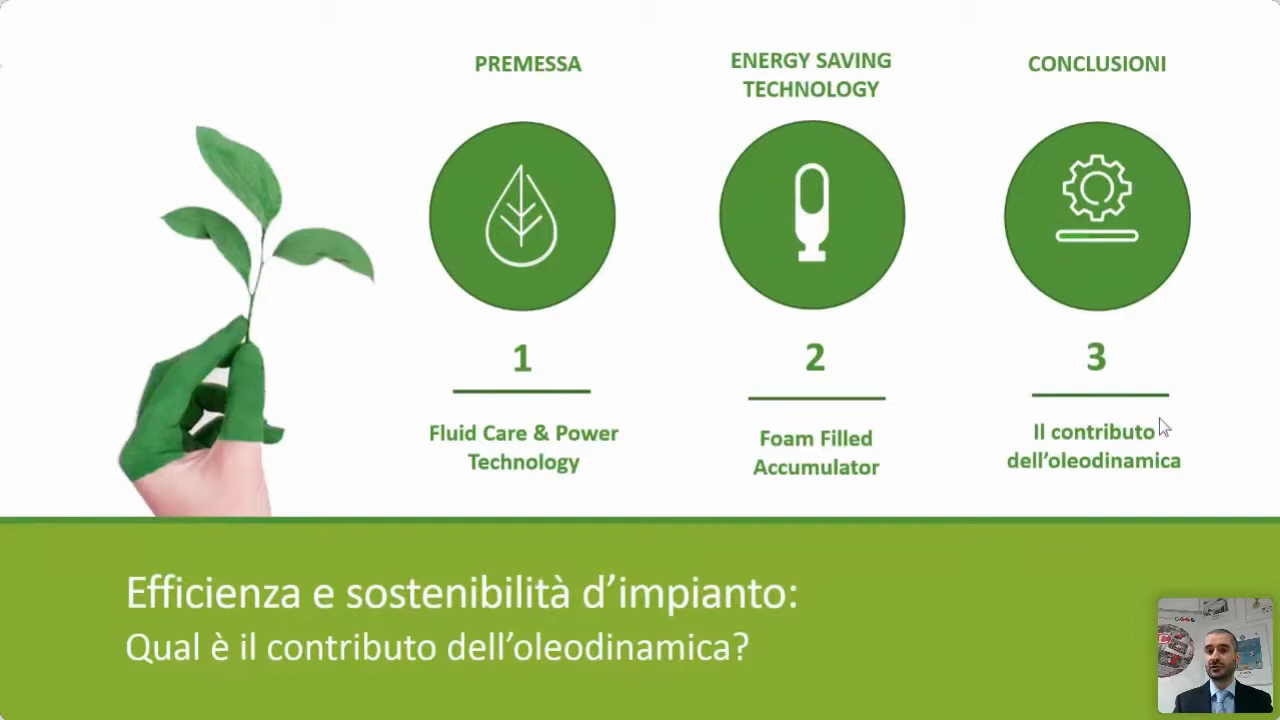 PREMESSA
ENERGY SAVING
TECHNOLOGY
CONCLUSIONI
1
2
3
Fluid Care & Power
Technology
Foam Filled
Accumulator
Il contributo
dell’oleodinamica
Efficienza e sostenibilità d’impianto:
Qual è il contributo dell’oleodinamica?